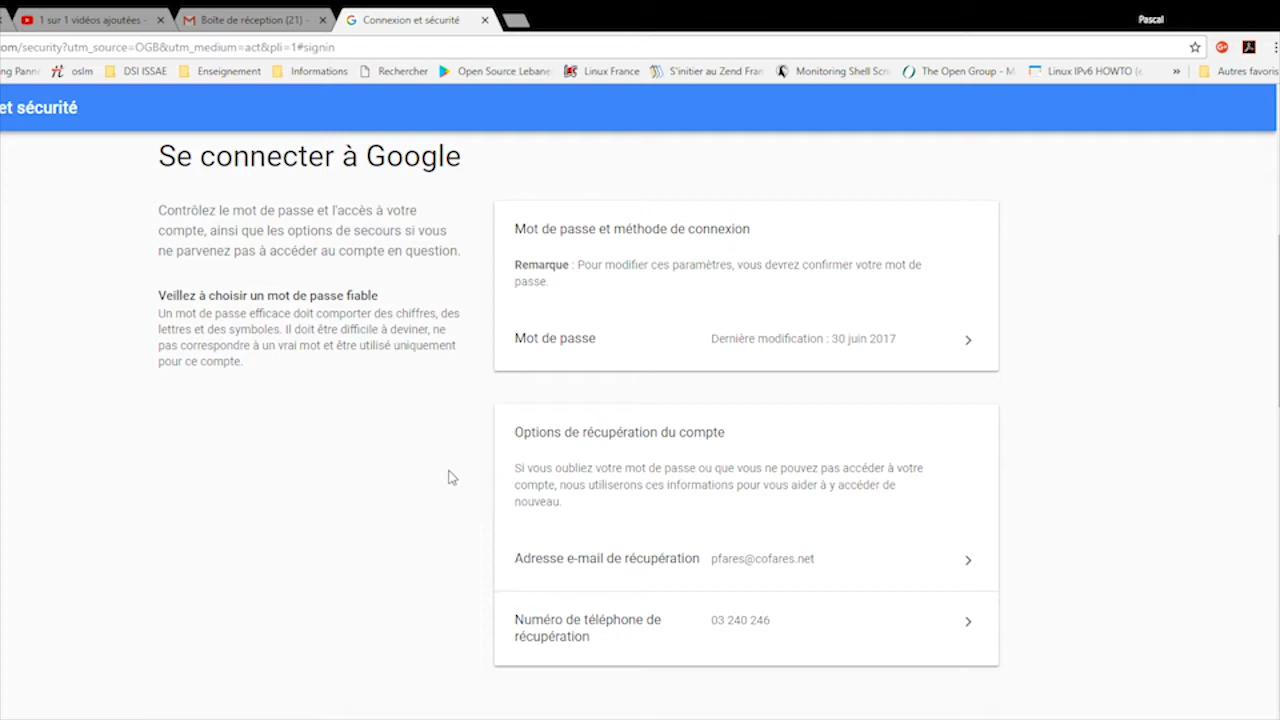 1 sur 1 vidéos ajoutées -
Boîte de réception (21) -
Connexion et sécurité
Pascal
om/security?utm_source=OGB&utm_medium=act&pli=1#signin
ng Pann
oslm
DSI ISSAE
Enseignement
Informations
Rechercher
Open Source Lebane
Linux France
S'initier au Zend Fran
Monitoring Shell Scri
The Open Group - M
Linux IPv6 HOWTO (e
»
Autres favoris
et sécurité
Se connecter à Google
Contrôlez le mot de passe et l'accès à votre
compte, ainsi que les options de secours si vous
ne parvenez pas à accéder au compte en question.
Veillez à choisir un mot de passe fiable
Un mot de passe efficace doit comporter des chiffres, des
lettres et des symboles. Il doit être difficile à deviner, ne
pas correspondre à un vrai mot et être utilisé uniquement
pour ce compte.
Mot de passe et méthode de connexion
Remarque : Pour modifier ces paramètres, vous devrez confirmer votre mot de
passe.
Mot de passe
Dernière modification : 30 juin 2017
Options de récupération du compte
Si vous oubliez votre mot de passe ou que vous ne pouvez pas accéder à votre
compte, nous utiliserons ces informations pour vous aider à y accéder de
nouveau.
Adresse e-mail de récupération
pfares@cofares.net
Numéro de téléphone de
récupération
03 240 246